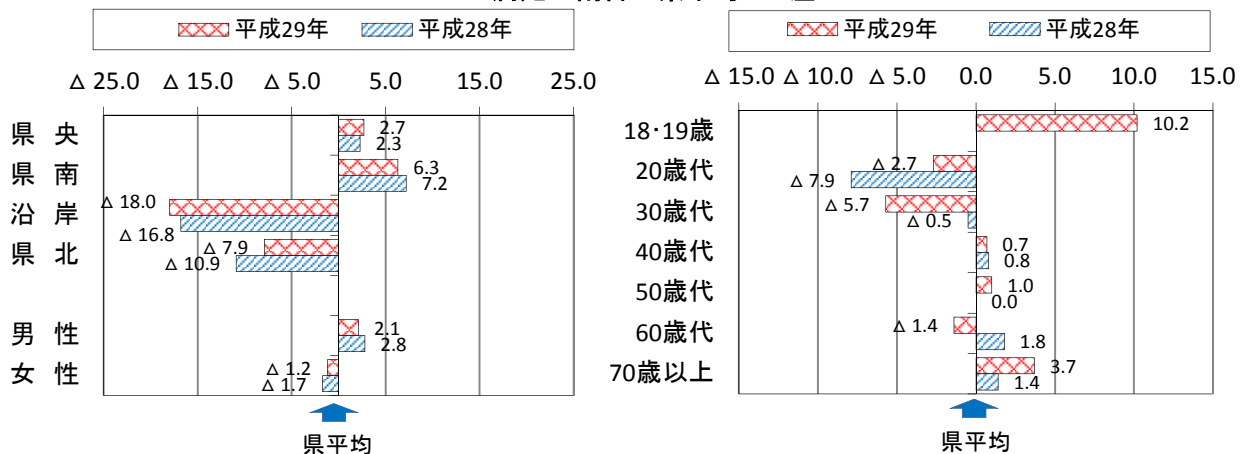 平成29年 平成28年
△ 25.0 △ 15.0 △ 5.0 5.0 15.0 25.0
県 央 2.7
2.3
県 南 6.3
7.2
沿 岸 △ 18.0
△ 16.8
県 北 △ 7.9
△ 10.9
男 性 2.1
2.8
女 性 △ 1.2
△ 1.7
県平均
平成29年 平成28年
△ 15.0 △ 10.0 △ 5.0 0.0 5.0 10.0 15.0
18･19歳 10.2
20歳代 △ 2.7
△ 7.9
30歳代 △ 5.7
△ 0.5
40歳代 0.7
0.8
50歳代 1.0
0.0
60歳代 △ 1.4
1.8
70歳以上 3.7
1.4
県平均